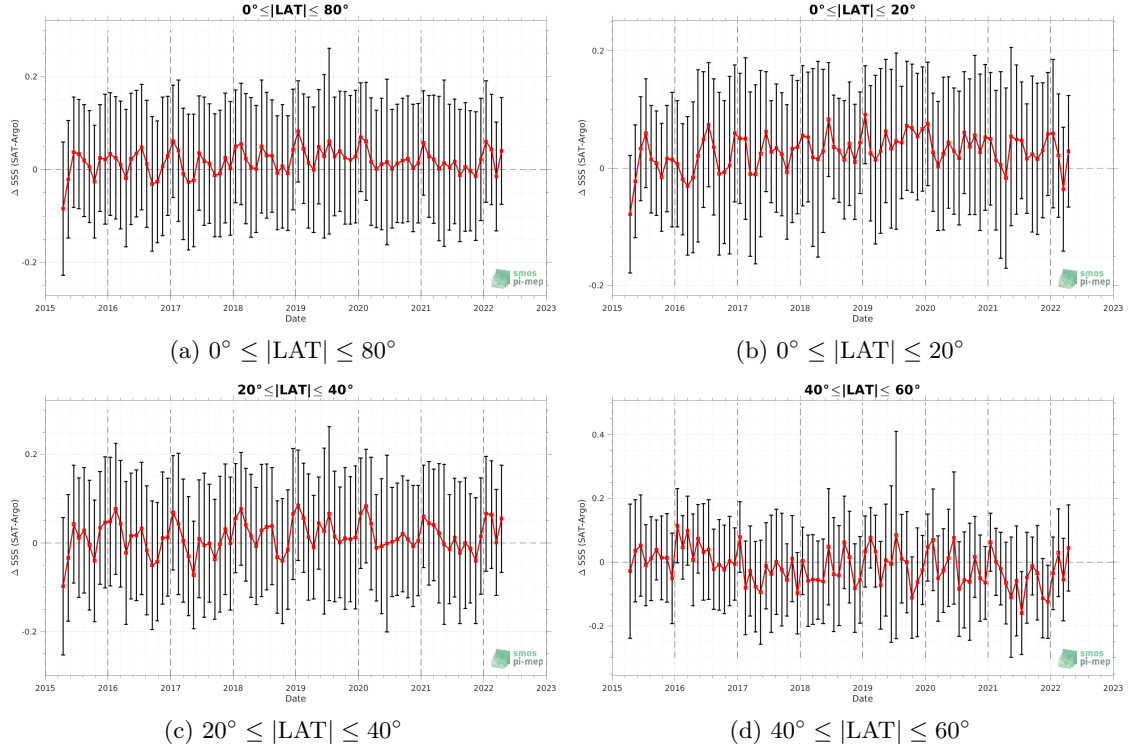 0°≤|LAT|≤ 80°
Δ SSS (SAT-Argo)
0.2
0
-0.2
2015 2016 2017 2018 2019 2020 2021 2022 2023
Date
smos
pi-mep
(a) 0° ≤ |LAT| ≤ 80°
0°≤|LAT|≤ 20°
Δ SSS (SAT-Argo)
0.2
0
-0.2
2015 2016 2017 2018 2019 2020 2021 2022 2023
Date
smos
pi-mep
(b) 0° ≤ |LAT| ≤ 20°
20°≤|LAT|≤ 40°
Δ SSS (SAT-Argo)
0.2
0
-0.2
2015 2016 2017 2018 2019 2020 2021 2022 2023
Date
smos
pi-mep
(c) 20° ≤ |LAT| ≤ 40°
40°≤|LAT|≤ 60°
Δ SSS (SAT-Argo)
0.4
0.2
0
-0.2
2015 2016 2017 2018 2019 2020 2021 2022 2023
Date
smos
pi-mep
(d) 40° ≤ |LAT| ≤ 60°